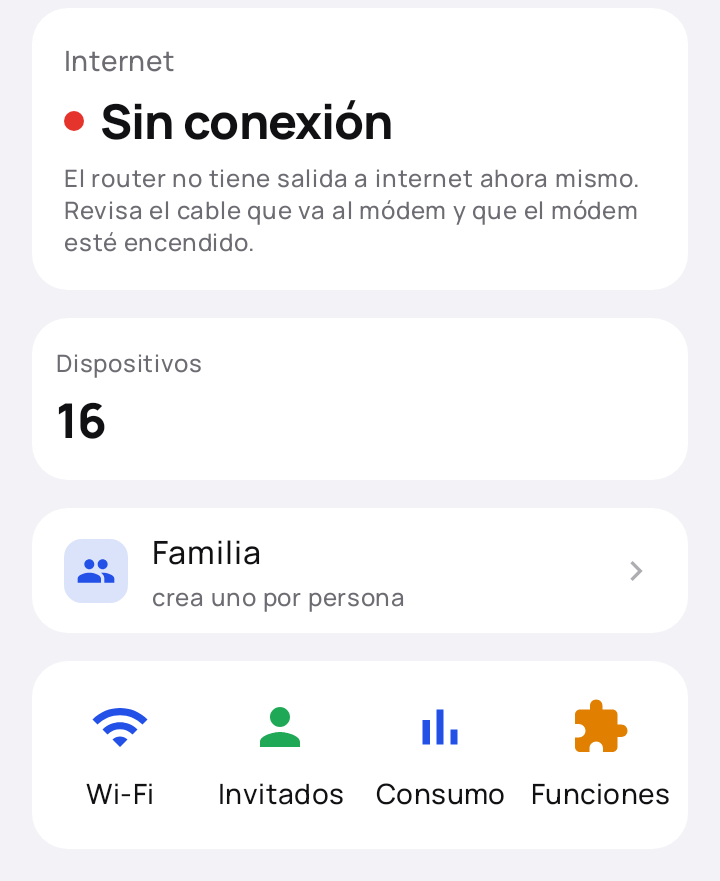 Internet
Sin conexión
El router no tiene salida a internet ahora mismo.
Revisa el cable que va al módem y que el módem
esté encendido.
Dispositivos
16
Familia
crea uno por persona
Wi-Fi
Invitados
Consumo
Funciones